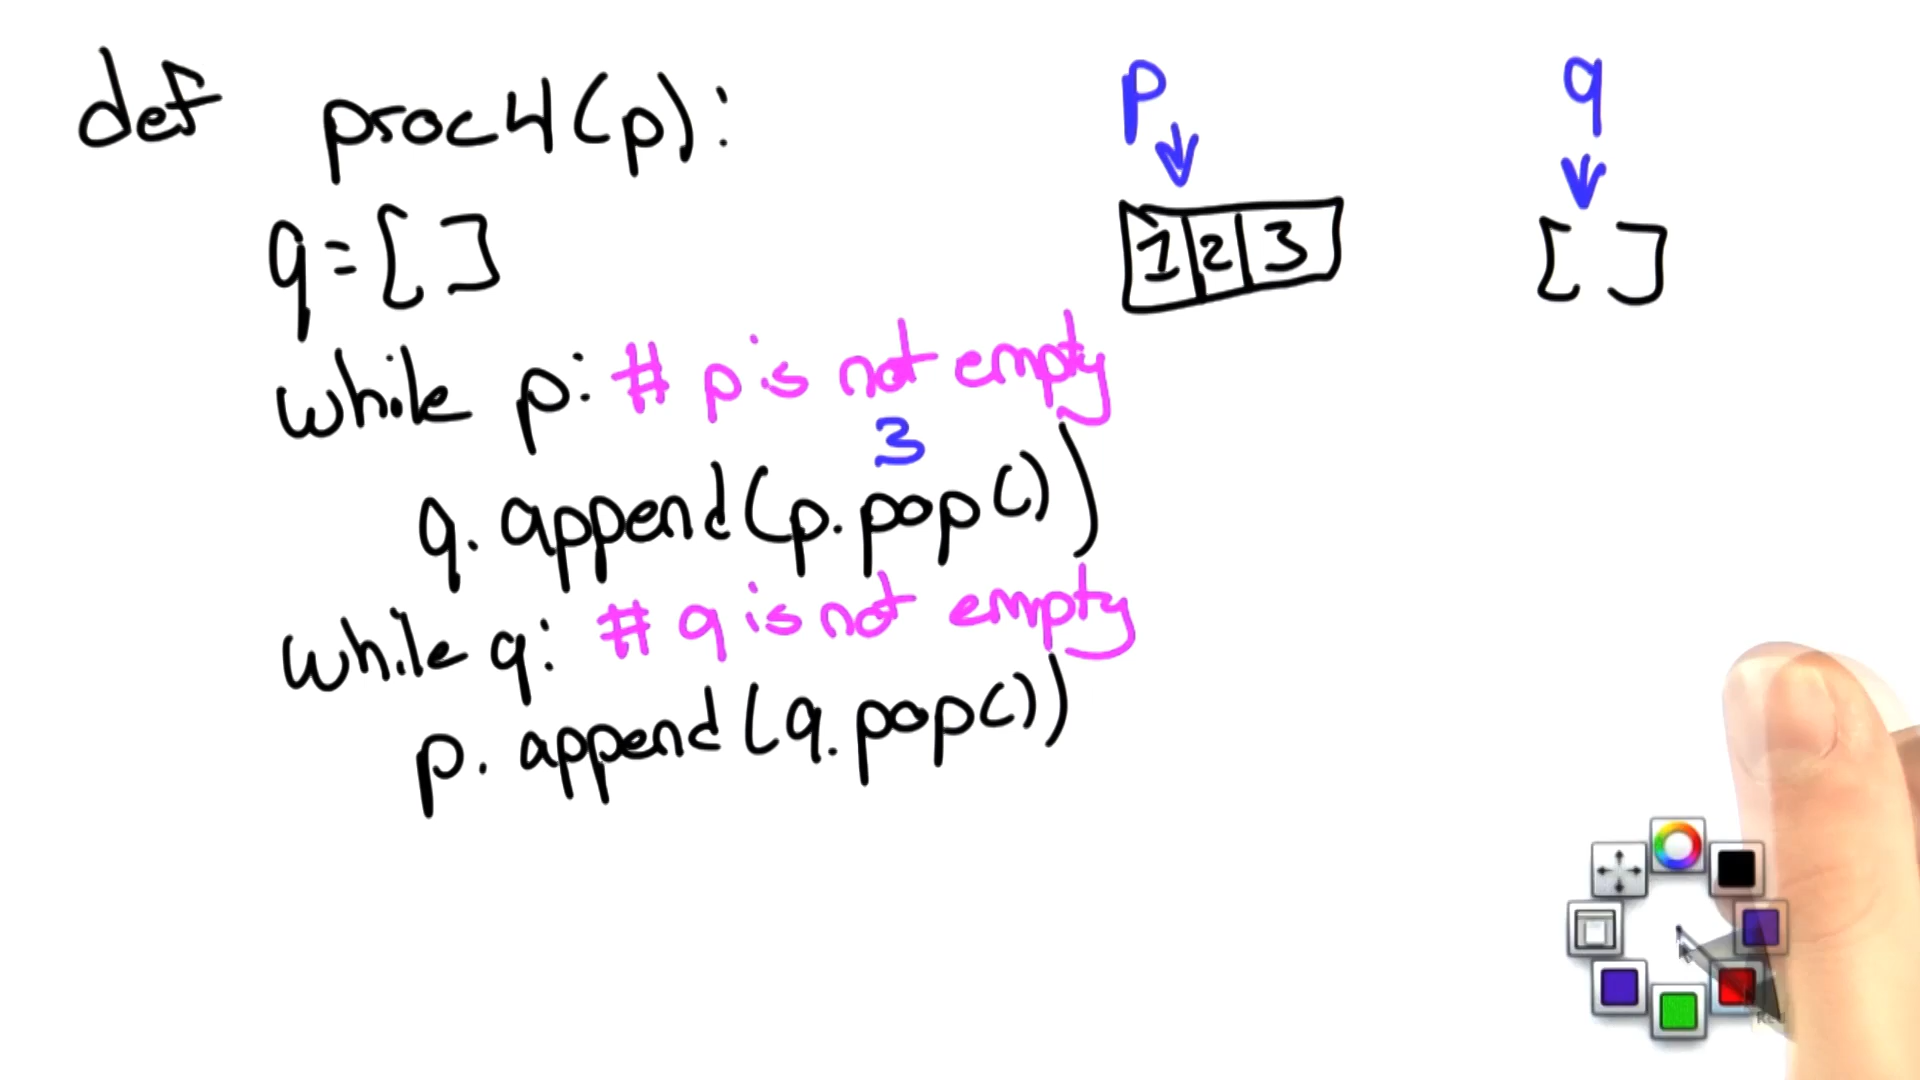 def proc4(p):
q=[]
while p: # p is not empty
3
q.append(p.pop())
while q: # q is not empty
p.append(q.pop())
p
1 2 3
q
[ ]